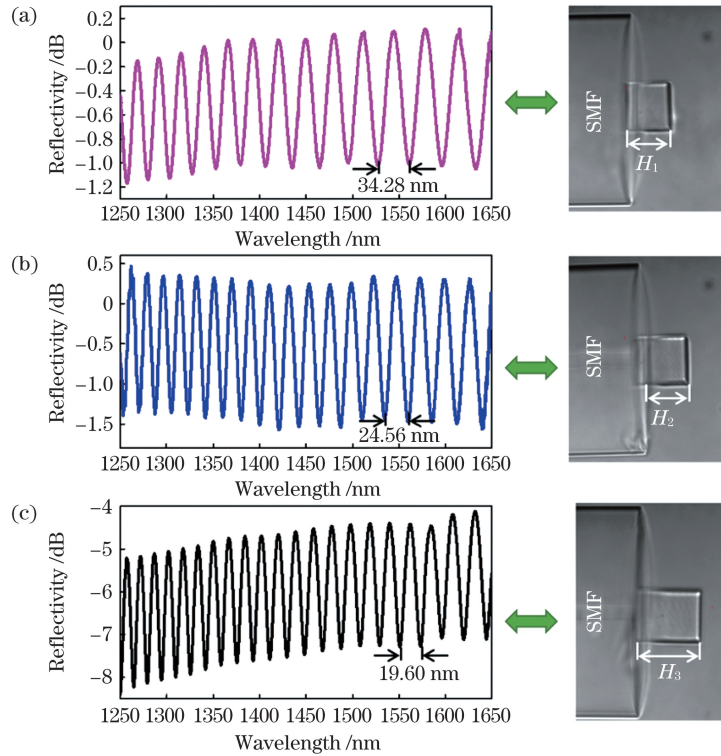 (a)
0.2
0
−0.2
−0.4
−0.6
−0.8
−1.0
−1.2
Reflectivity /dB
34.28 nm
1250 1300 1350 1400 1450 1500 1550 1600 1650
Wavelength /nm
SMF
H1
(b)
0.5
0
−0.5
−1.0
−1.5
Reflectivity /dB
24.56 nm
1250 1300 1350 1400 1450 1500 1550 1600 1650
Wavelength /nm
SMF
H2
(c)
−4
−5
−6
−7
−8
Reflectivity /dB
19.60 nm
1250 1300 1350 1400 1450 1500 1550 1600 1650
Wavelength /nm
SMF
H3